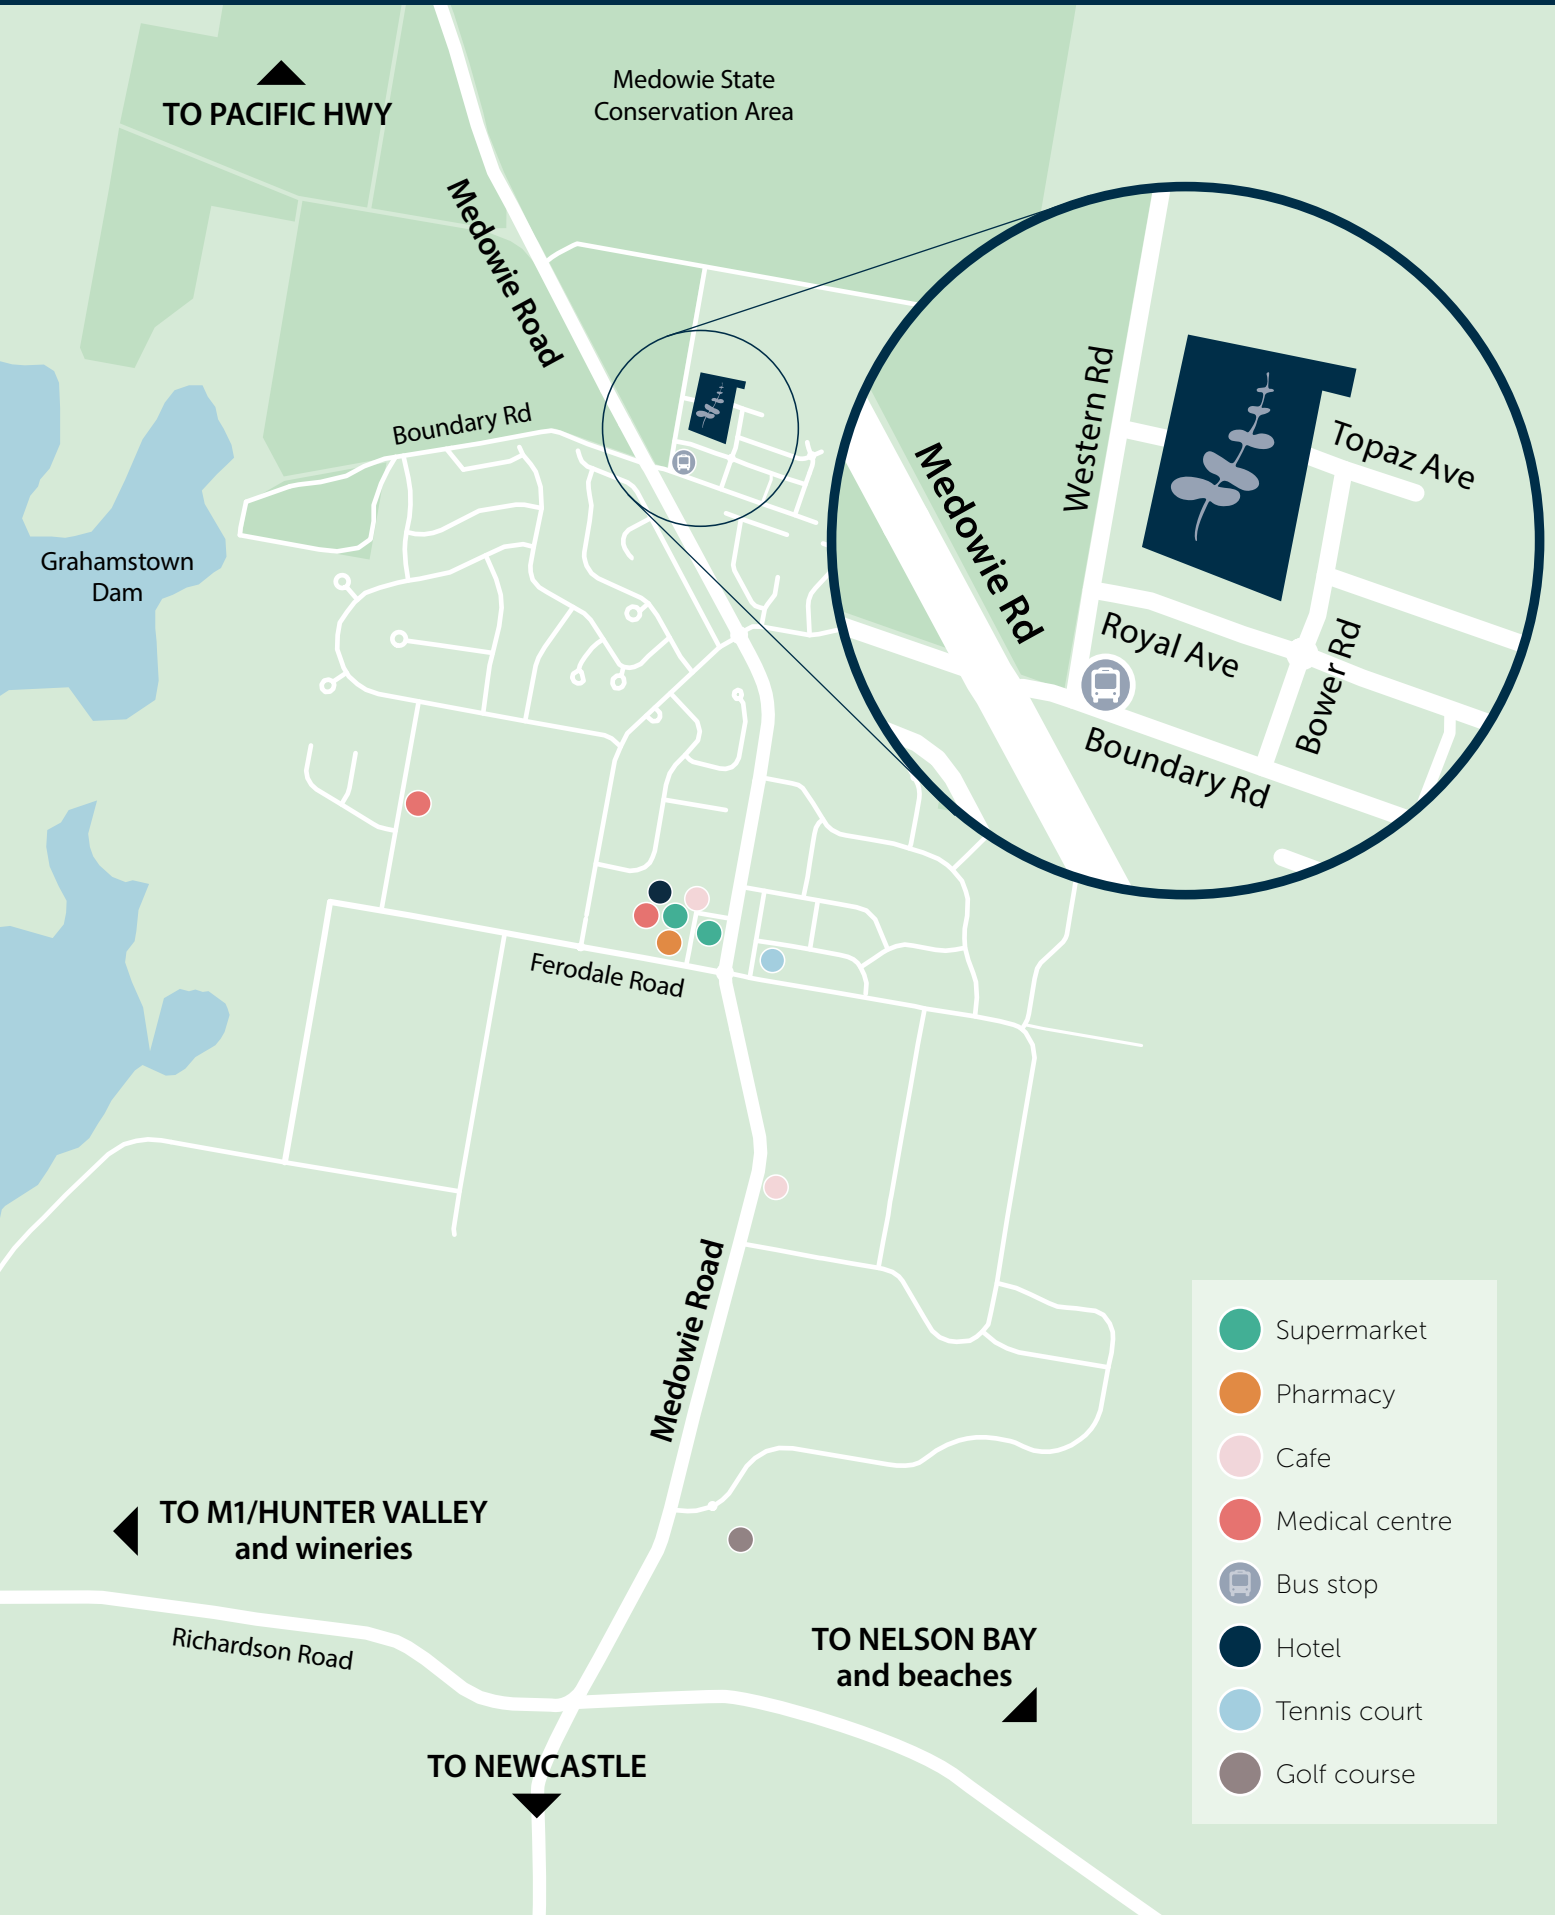 TO PACIFIC HWY
Medowie State
Conservation Area
Medowie Road
Boundary Rd
Grahamstown
Dam
Western Rd
Topaz Ave
Medowie Rd
Royal Ave
Bower Rd
Boundary Rd
Ferodale Road
Medowie Road
TO M1/HUNTER VALLEY
and wineries
Richardson Road
TO NELSON BAY
and beaches
TO NEWCASTLE
Supermarket
Pharmacy
Cafe
Medical centre
Bus stop
Hotel
Tennis court
Golf course